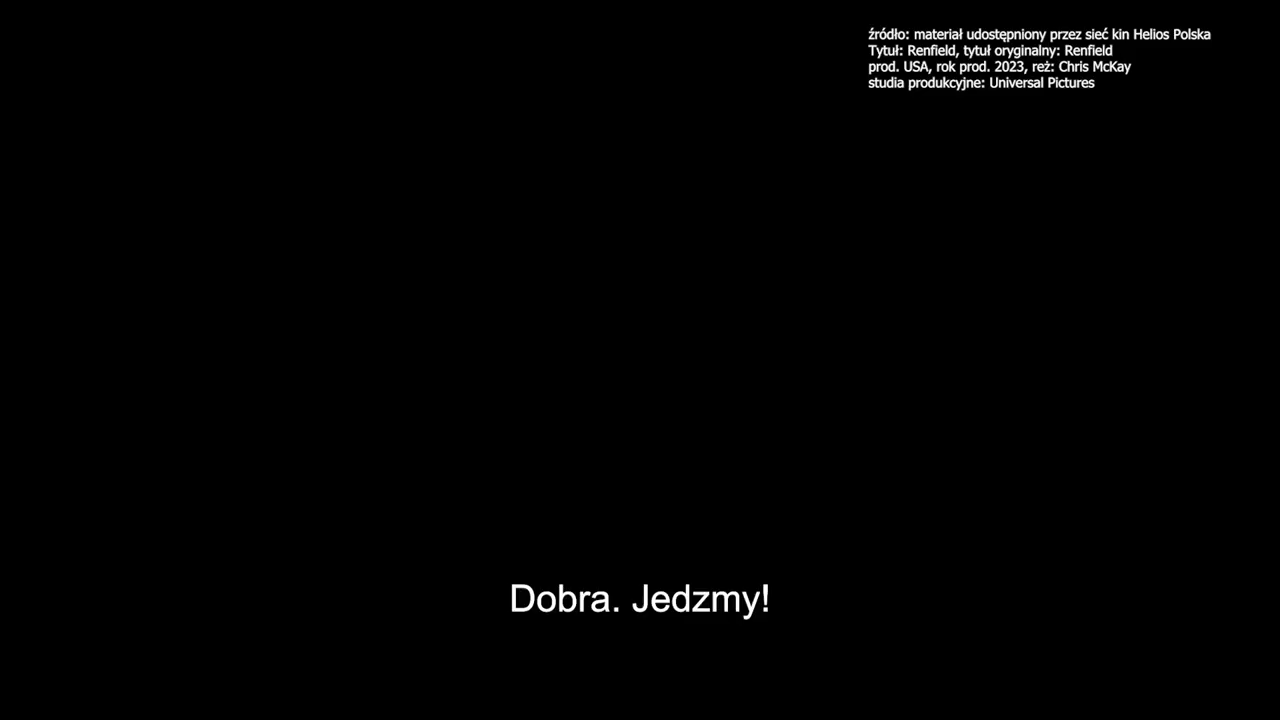 źródło: materiał udostępniony przez sieć kin Helios Polska
Tytuł: Renfield, tytuł oryginalny: Renfield
prod. USA, rok prod. 2023, reż: Chris McKay
studia produkcyjne: Universal Pictures
Dobra. Jedzmy!